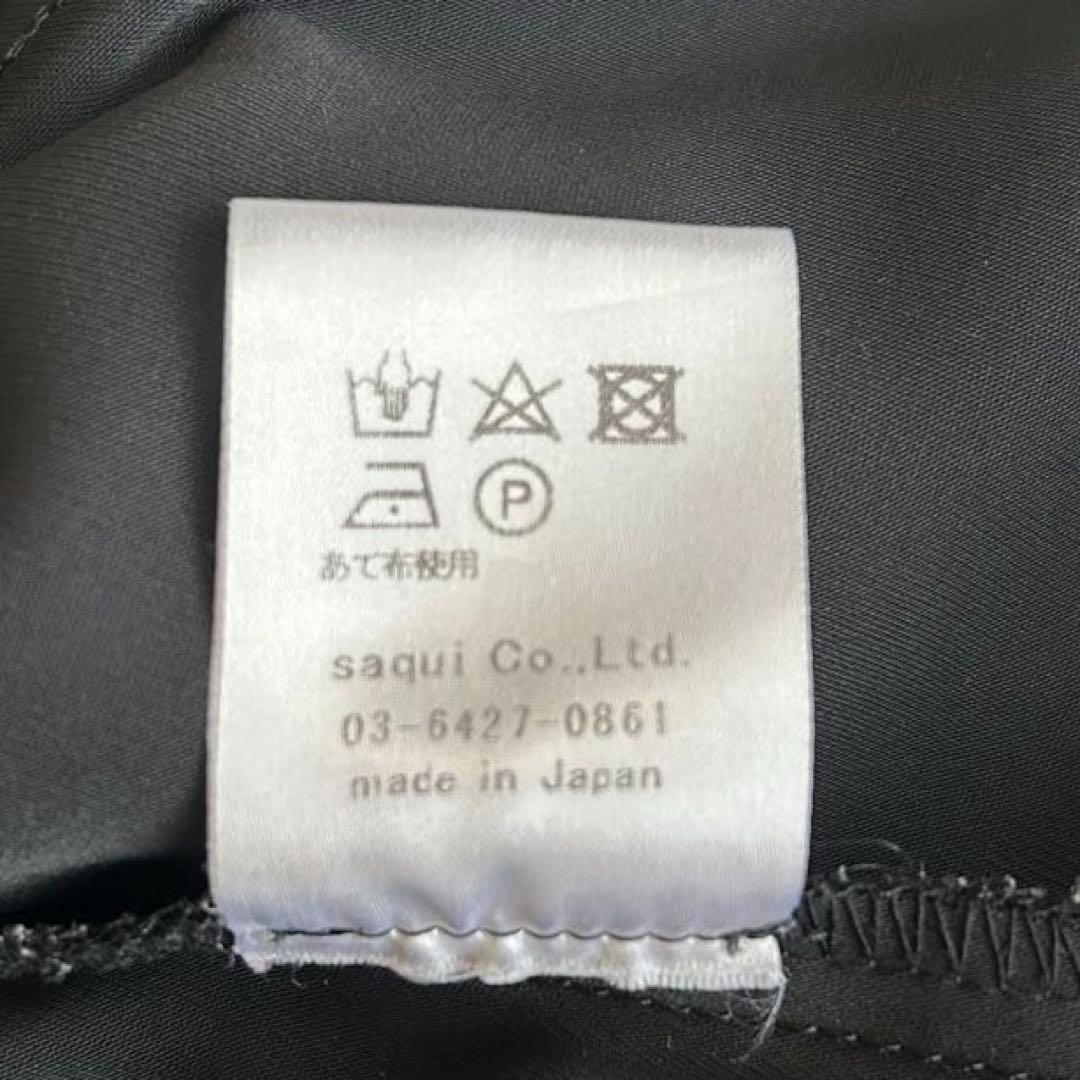 P
あて布使用
saqui Co.,Ltd.
03-6427-0861
made in Japan